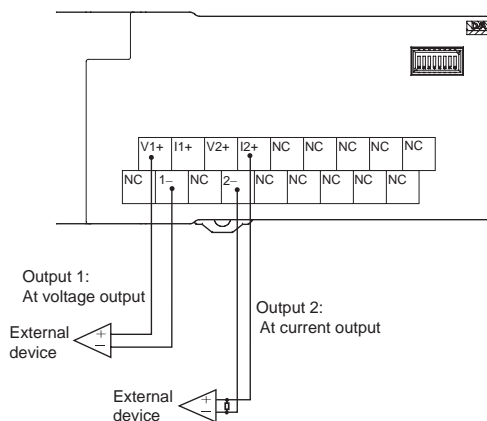 DA
V1+ I1+ V2+ I2+ NC NC NC NC NC
NC 1– NC 2– NC NC NC NC NC
Output 1:
At voltage output
External
device
+
–
Output 2:
At current output
External
device
+
–